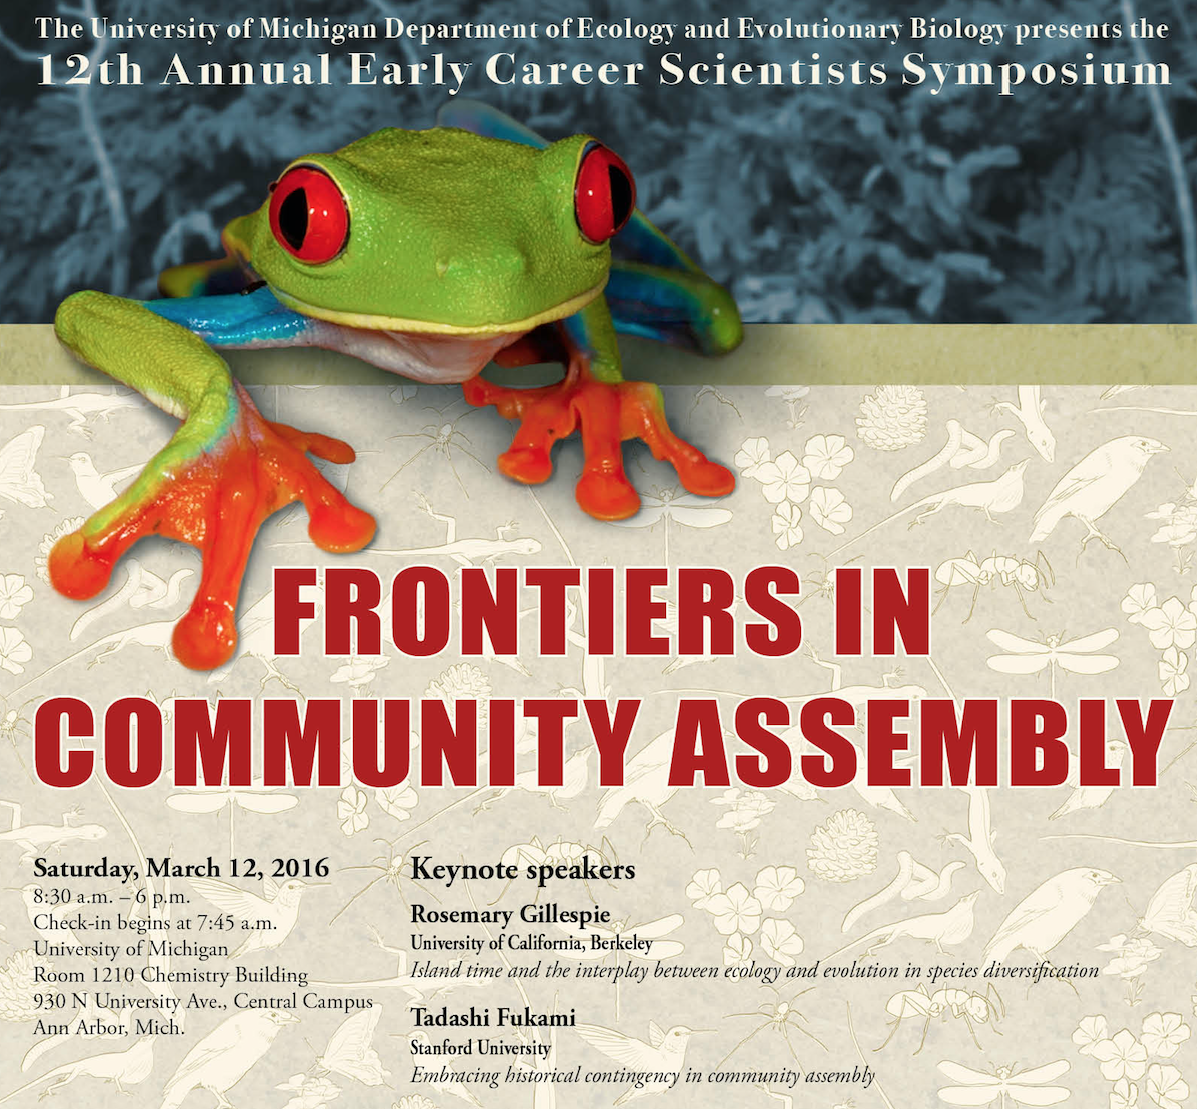 The University of Michigan Department of Ecology and Evolutionary Biology presents the
12th Annual Early Career Scientists Symposium
FRONTIERS IN
COMMUNITY ASSEMBLY
Saturday, March 12, 2016
8:30 a.m. – 6 p.m.
Check-in begins at 7:45 a.m.
University of Michigan
Room 1210 Chemistry Building
930 N University Ave., Central Campus
Ann Arbor, Mich.
Keynote speakers
Rosemary Gillespie
University of California, Berkeley
Island time and the interplay between ecology and evolution in species diversification
Tadashi Fukami
Stanford University
Embracing historical contingency in community assembly